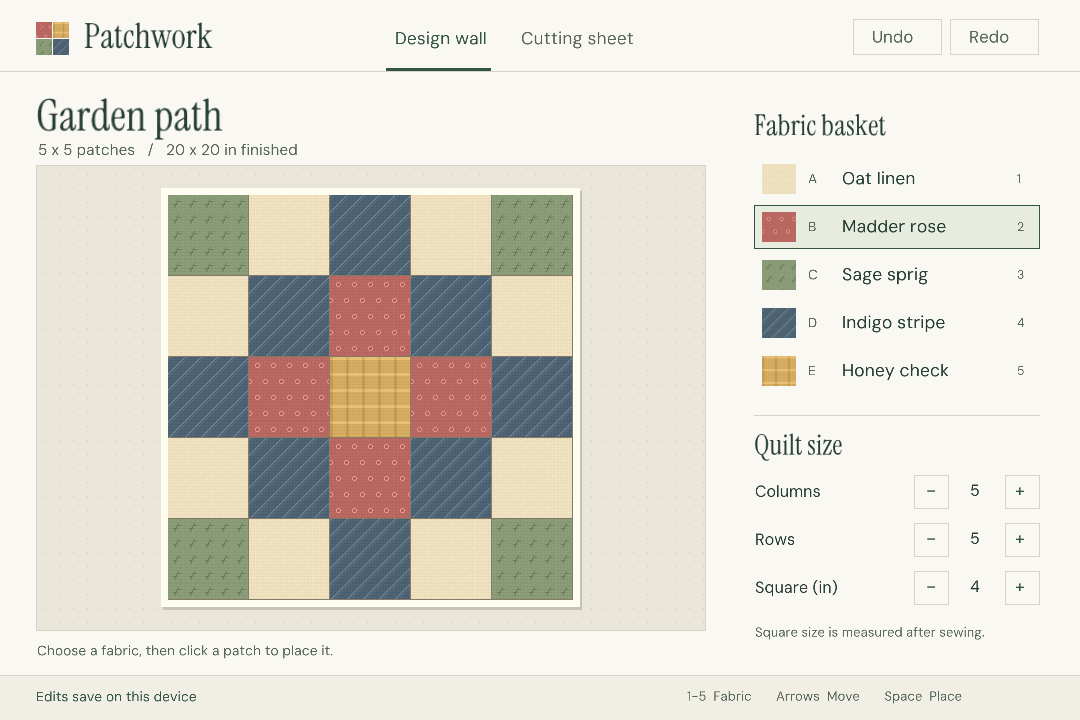 Patchwork
Design wall
Cutting sheet
Undo
Redo
Garden path
5 x 5 patches / 20 x 20 in finished
Choose a fabric, then click a patch to place it.
Fabric basket
A Oat linen 1
B Madder rose 2
C Sage sprig 3
D Indigo stripe 4
E Honey check 5
Quilt size
Columns − 5 +
Rows − 5 +
Square (in) − 4 +
Square size is measured after sewing.
Edits save on this device
1–5 Fabric Arrows Move Space Place